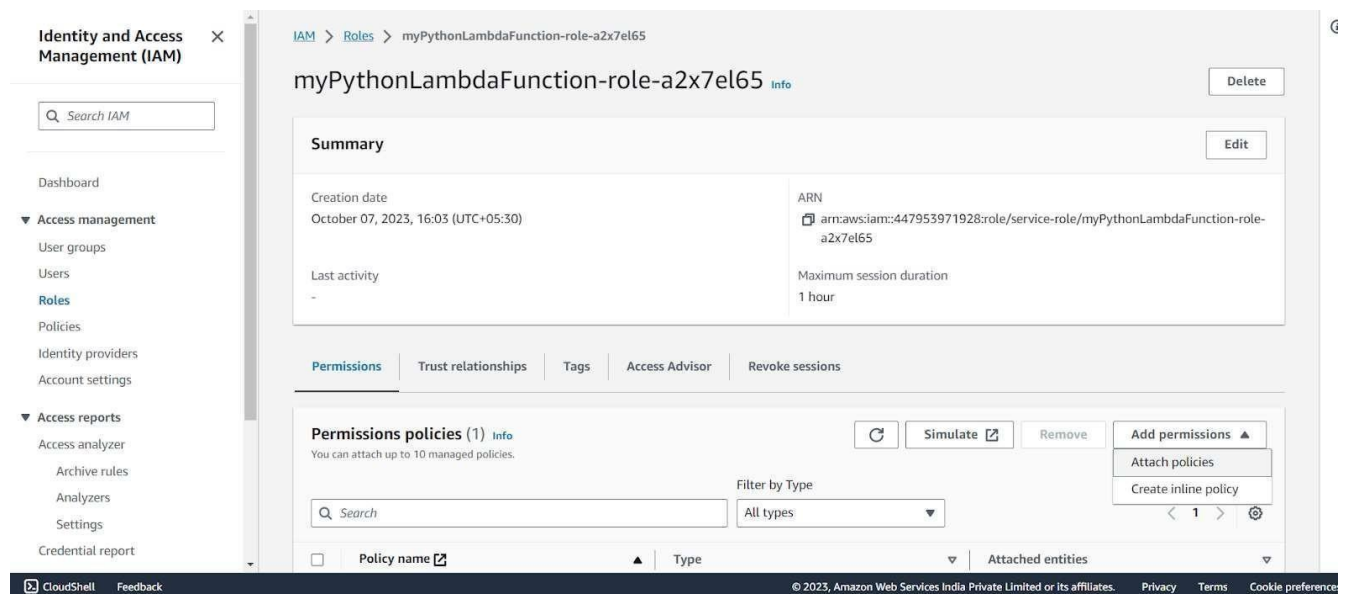 Identity and Access
Management (IAM)
Search IAM
Dashboard
Access management
User groups
Users
Roles
Policies
Identity providers
Account settings
Access reports
Access analyzer
Archive rules
Analyzers
Settings
Credential report
IAM > Roles > myPythonLambdaFunction-role-a2x7el65
myPythonLambdaFunction-role-a2x7el65 Info
Delete
Summary
Edit
Creation date
October 07, 2023, 16:03 (UTC+05:30)
ARN
arn:aws:iam::447953971928:role/service-role/myPythonLambdaFunction-role-
a2x7el65
Last activity
-
Maximum session duration
1 hour
Permissions
Trust relationships
Tags
Access Advisor
Revoke sessions
Permissions policies (1) Info
You can attach up to 10 managed policies.
Simulate
Remove
Add permissions
Attach policies
Create inline policy
Filter by Type
Search
All types
< 1 >
Policy name
Type
Attached entities
CloudShell Feedback
© 2023, Amazon Web Services India Private Limited or its affiliates. Privacy Terms Cookie preferences